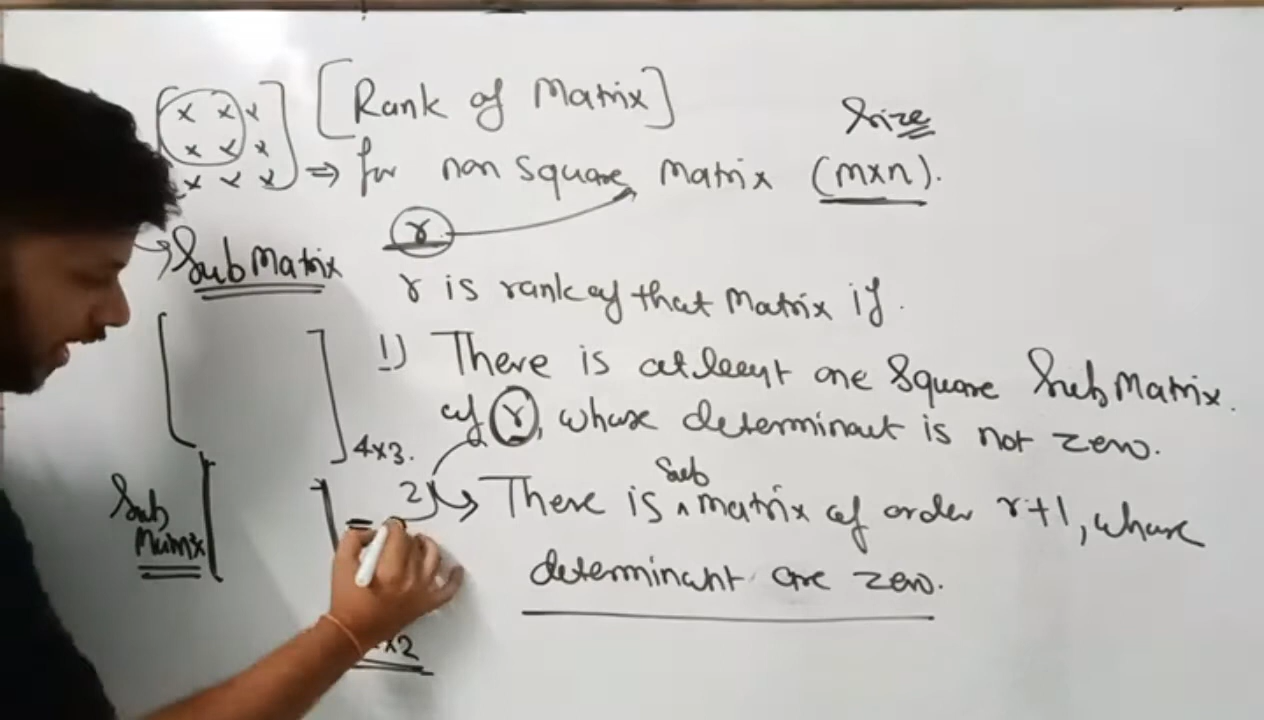 x x x [Rank of Matrix]
Size
x x x
x x x ⇒ for non square matrix (m×n).
r
SubMatrix
r is rank of that Matrix if.
1) There is atleast one Square SubMatrix.
of r, whose determinant is not zero.
4×3.
Sub
2) → There is ^ matrix of order r+1, whose
Sub
Matrix
=
determinant are zero.
×2